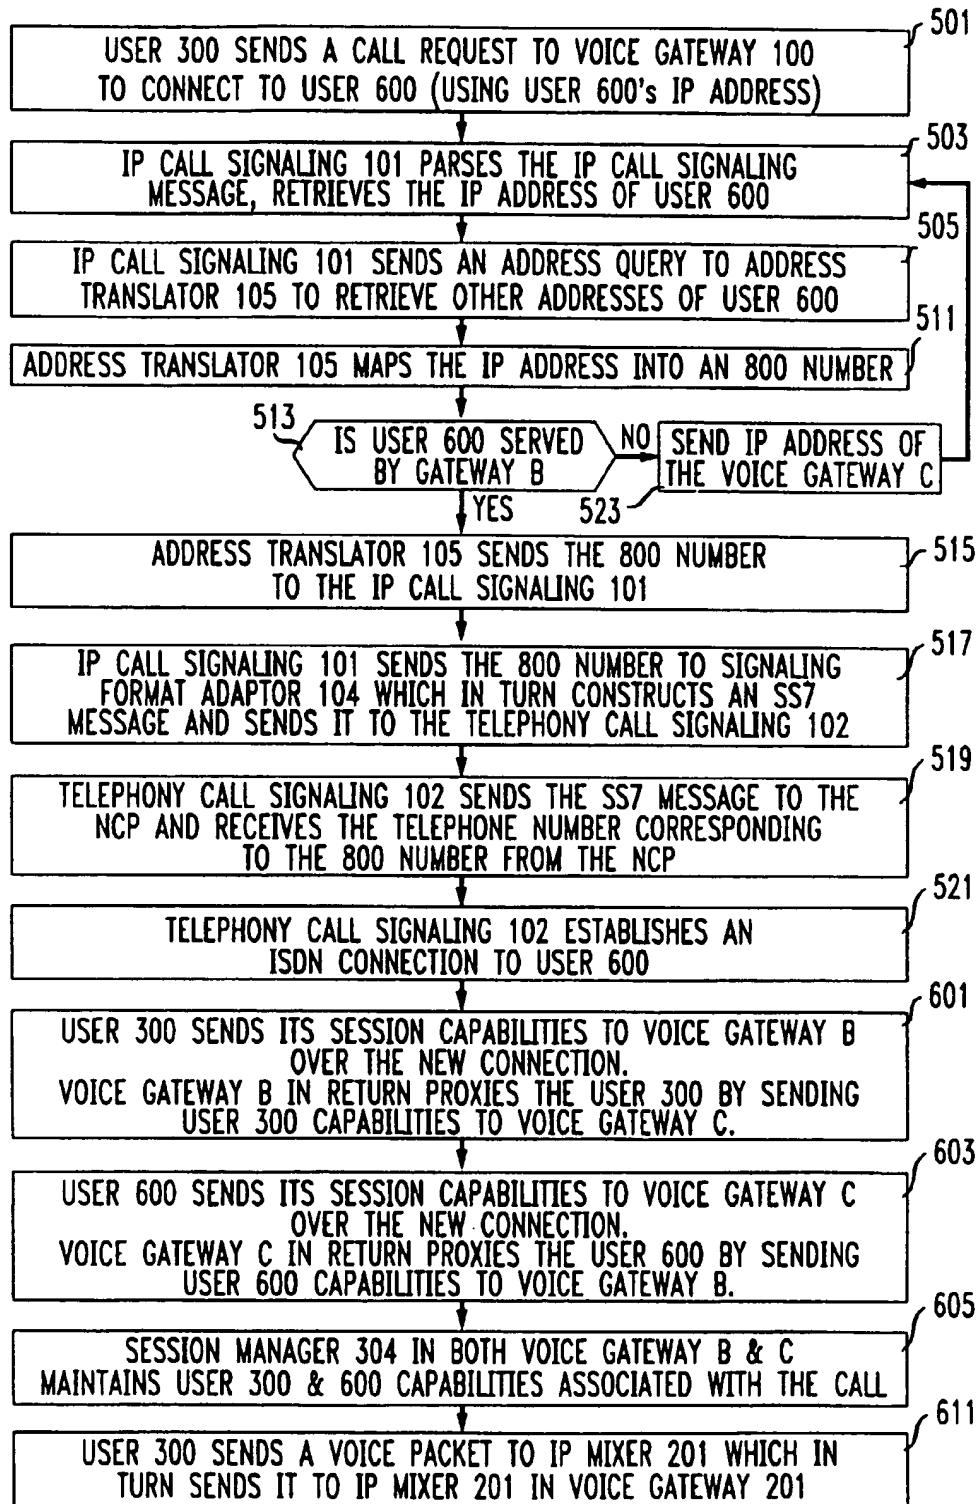 501
USER 300 SENDS A CALL REQUEST TO VOICE GATEWAY 100
TO CONNECT TO USER 600 (USING USER 600's IP ADDRESS)
503
IP CALL SIGNALING 101 PARSES THE IP CALL SIGNALING
MESSAGE, RETRIEVES THE IP ADDRESS OF USER 600
505
IP CALL SIGNALING 101 SENDS AN ADDRESS QUERY TO ADDRESS
TRANSLATOR 105 TO RETRIEVE OTHER ADDRESSES OF USER 600
511
ADDRESS TRANSLATOR 105 MAPS THE IP ADDRESS INTO AN 800 NUMBER
513
IS USER 600 SERVED
BY GATEWAY B
NO
SEND IP ADDRESS OF
THE VOICE GATEWAY C
523
YES
515
ADDRESS TRANSLATOR 105 SENDS THE 800 NUMBER
TO THE IP CALL SIGNALING 101
517
IP CALL SIGNALING 101 SENDS THE 800 NUMBER TO SIGNALING
FORMAT ADAPTOR 104 WHICH IN TURN CONSTRUCTS AN SS7
MESSAGE AND SENDS IT TO THE TELEPHONY CALL SIGNALING 102
519
TELEPHONY CALL SIGNALING 102 SENDS THE SS7 MESSAGE TO THE
NCP AND RECEIVES THE TELEPHONE NUMBER CORRESPONDING
TO THE 800 NUMBER FROM THE NCP
521
TELEPHONY CALL SIGNALING 102 ESTABLISHES AN
ISDN CONNECTION TO USER 600
601
USER 300 SENDS ITS SESSION CAPABILITIES TO VOICE GATEWAY B
OVER THE NEW CONNECTION.
VOICE GATEWAY B IN RETURN PROXIES THE USER 300 BY SENDING
USER 300 CAPABILITIES TO VOICE GATEWAY C.
603
USER 600 SENDS ITS SESSION CAPABILITIES TO VOICE GATEWAY C
OVER THE NEW CONNECTION.
VOICE GATEWAY C IN RETURN PROXIES THE USER 600 BY SENDING
USER 600 CAPABILITIES TO VOICE GATEWAY B.
605
SESSION MANAGER 304 IN BOTH VOICE GATEWAY B & C
MAINTAINS USER 300 & 600 CAPABILITIES ASSOCIATED WITH THE CALL
611
USER 300 SENDS A VOICE PACKET TO IP MIXER 201 WHICH IN
TURN SENDS IT TO IP MIXER 201 IN VOICE GATEWAY 201